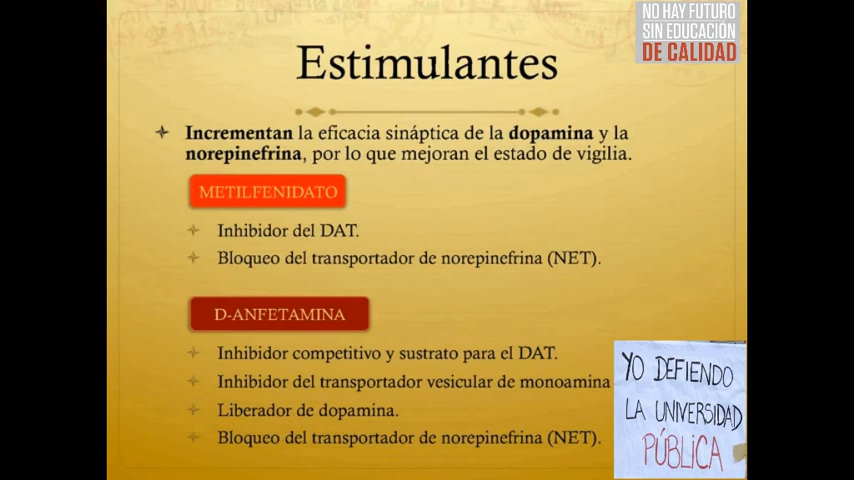 NO HAY FUTURO
SIN EDUCACIÓN
DE CALIDAD
Estimulantes
Incrementan la eficacia sináptica de la dopamina y la
norepinefrina, por lo que mejoran el estado de vigilia.
METILFENIDATO
Inhibidor del DAT.
Bloqueo del transportador de norepinefrina (NET).
D-ANFETAMINA
Inhibidor competitivo y sustrato para el DAT.
Inhibidor del transportador vesicular de monoamina
Liberador de dopamina.
Bloqueo del transportador de norepinefrina (NET).
YO DEFIENDO
LA UNIVERSIDAD
PÚBLICA